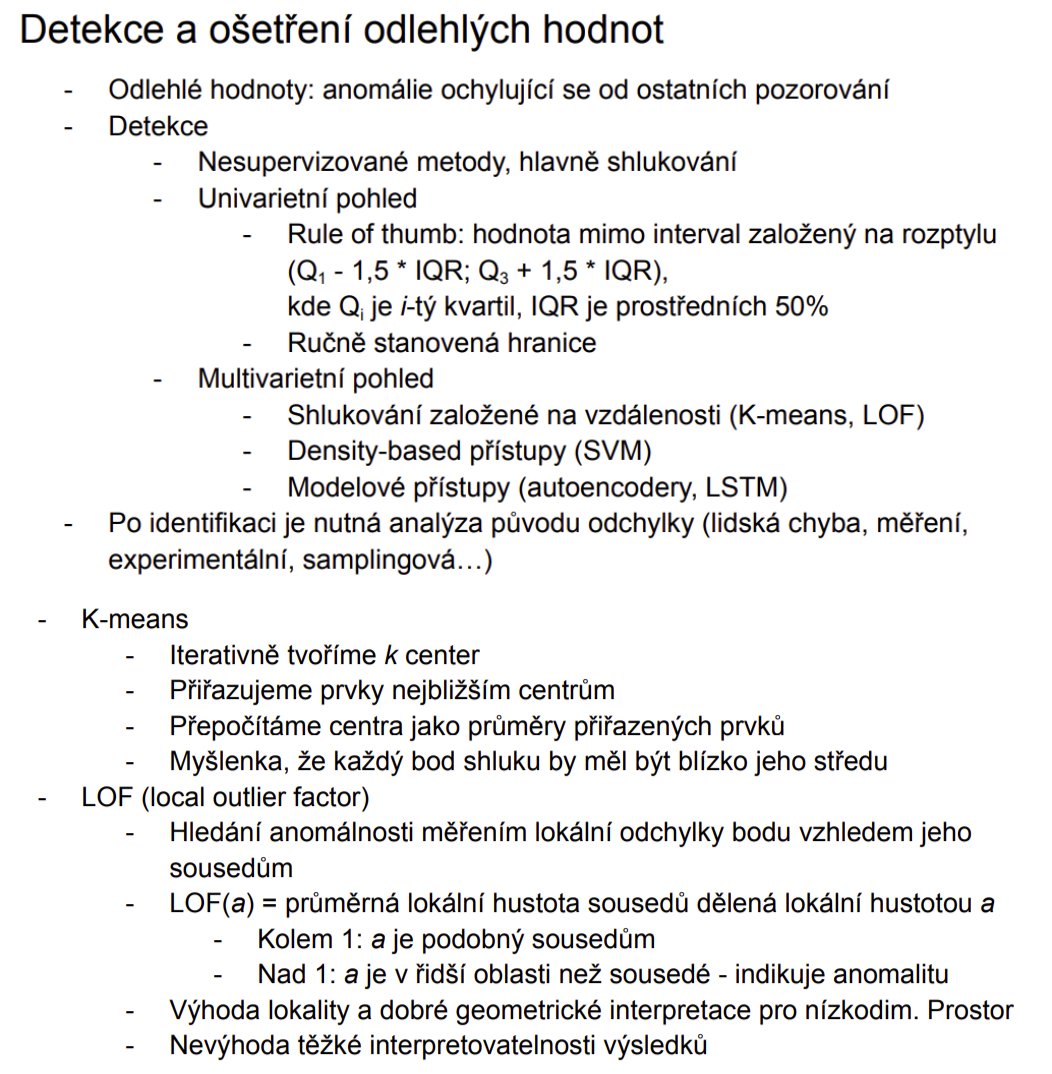 Detekce a ošetření odlehlých hodnot
- Odlehlé hodnoty: anomálie ochylující se od ostatních pozorování
- Detekce
- Nesupervizované metody, hlavně shlukování
- Univarietní pohled
- Rule of thumb: hodnota mimo interval založený na rozptylu
(Q₁ - 1,5 * IQR; Q₃ + 1,5 * IQR),
kde Qᵢ je i-tý kvartil, IQR je prostředních 50%
- Ručně stanovená hranice
- Multivarietní pohled
- Shlukování založené na vzdálenosti (K-means, LOF)
- Density-based přístupy (SVM)
- Modelové přístupy (autoencodery, LSTM)
- Po identifikaci je nutná analýza původu odchylky (lidská chyba, měření,
experimentální, samplingová…)
- K-means
- Iterativně tvoříme k center
- Přiřazujeme prvky nejbližším centrům
- Přepočítáme centra jako průměry přiřazených prvků
- Myšlenka, že každý bod shluku by měl být blízko jeho středu
- LOF (local outlier factor)
- Hledání anomálnosti měřením lokální odchylky bodu vzhledem jeho
sousedům
- LOF(a) = průměrná lokální hustota sousedů dělená lokální hustotou a
- Kolem 1: a je podobný sousedům
- Nad 1: a je v řidší oblasti než sousedé - indikuje anomalitu
- Výhoda lokality a dobré geometrické interpretace pro nízkodim. Prostor
- Nevýhoda těžké interpretovatelnosti výsledků